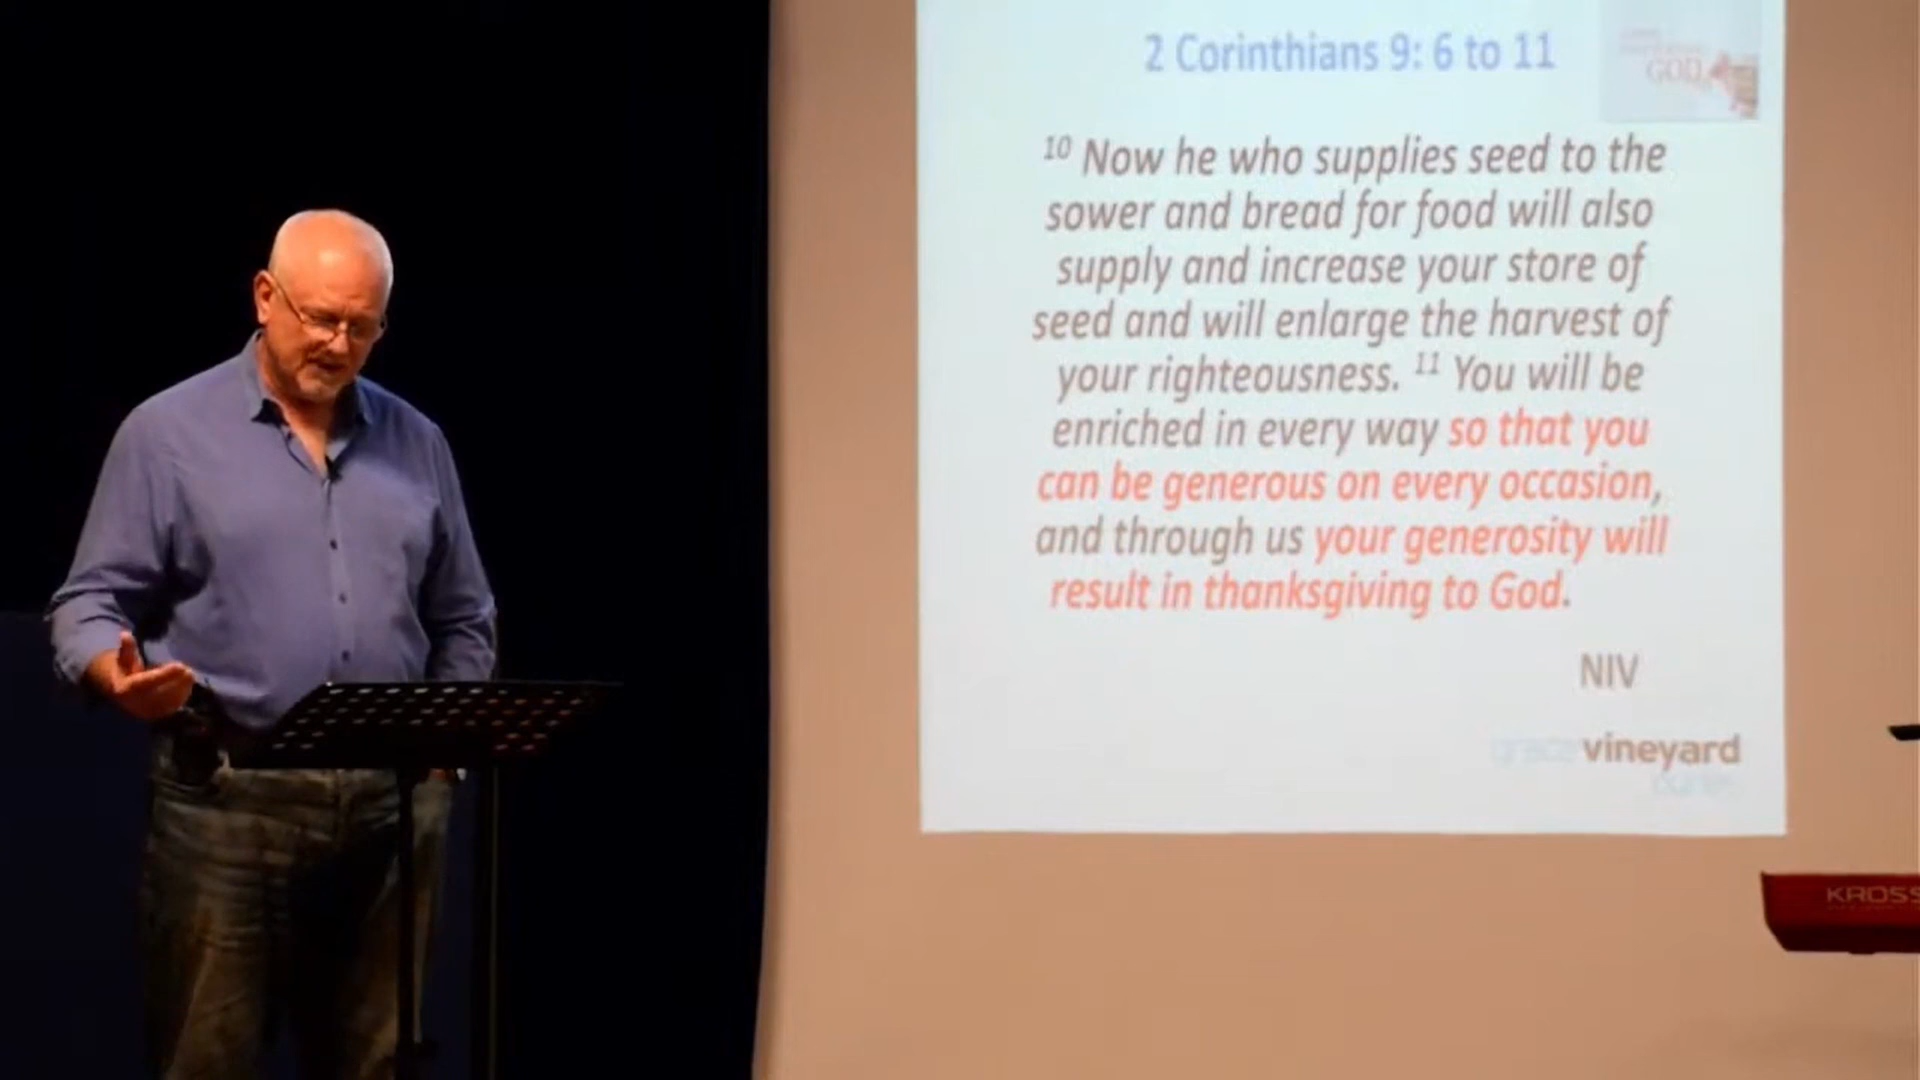 2 Corinthians 9: 6 to 11
GOD
10 Now he who supplies seed to the
sower and bread for food will also
supply and increase your store of
seed and will enlarge the harvest of
your righteousness. 11 You will be
enriched in every way so that you
can be generous on every occasion,
and through us your generosity will
result in thanksgiving to God.
NIV
grace vineyard
KROSS